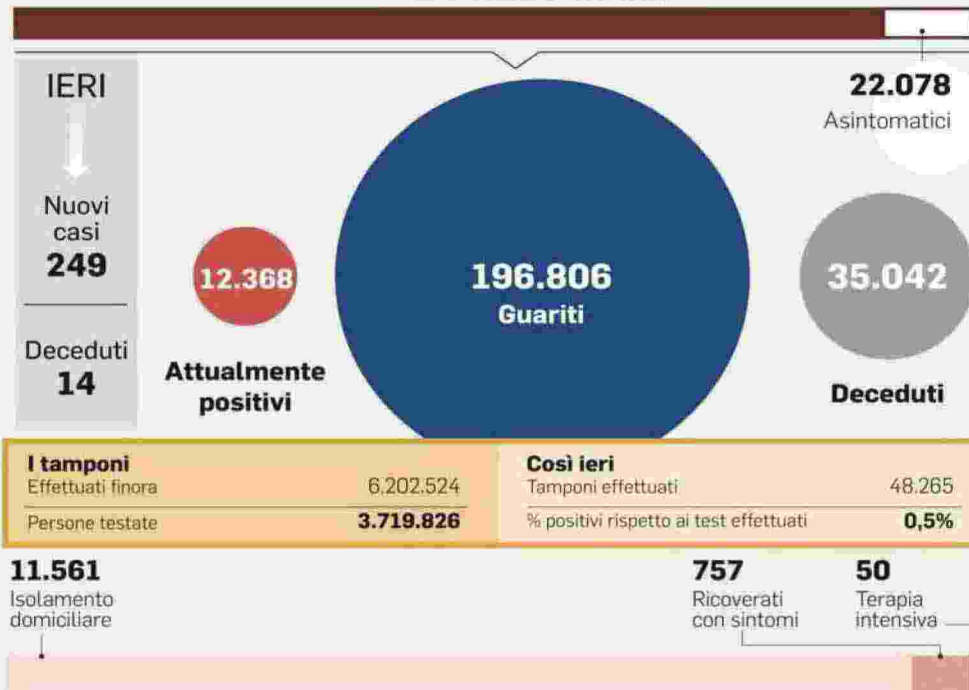 IERI
Nuovi
casi
249
Deceduti
14
12.368
Attualmente
positivi
196.806
Guariti
22.078
Asintomatici
35.042
Deceduti
I tamponi
Effettuati finora 6.202.524
Persone testate 3.719.826
Così ieri
Tamponi effettuati 48.265
% positivi rispetto ai test effettuati 0,5%
11.561
Isolamento
domiciliare
757
Ricoverati
con sintomi
50
Terapia
intensiva